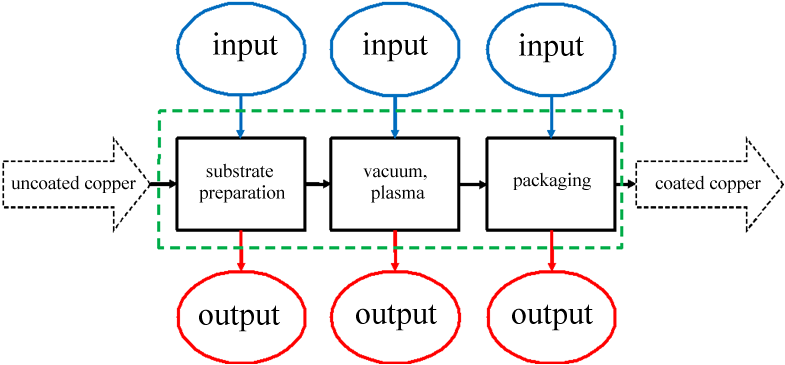 input
input
input
uncoated copper
substrate
preparation
vacuum,
plasma
packaging
coated copper
output
output
output